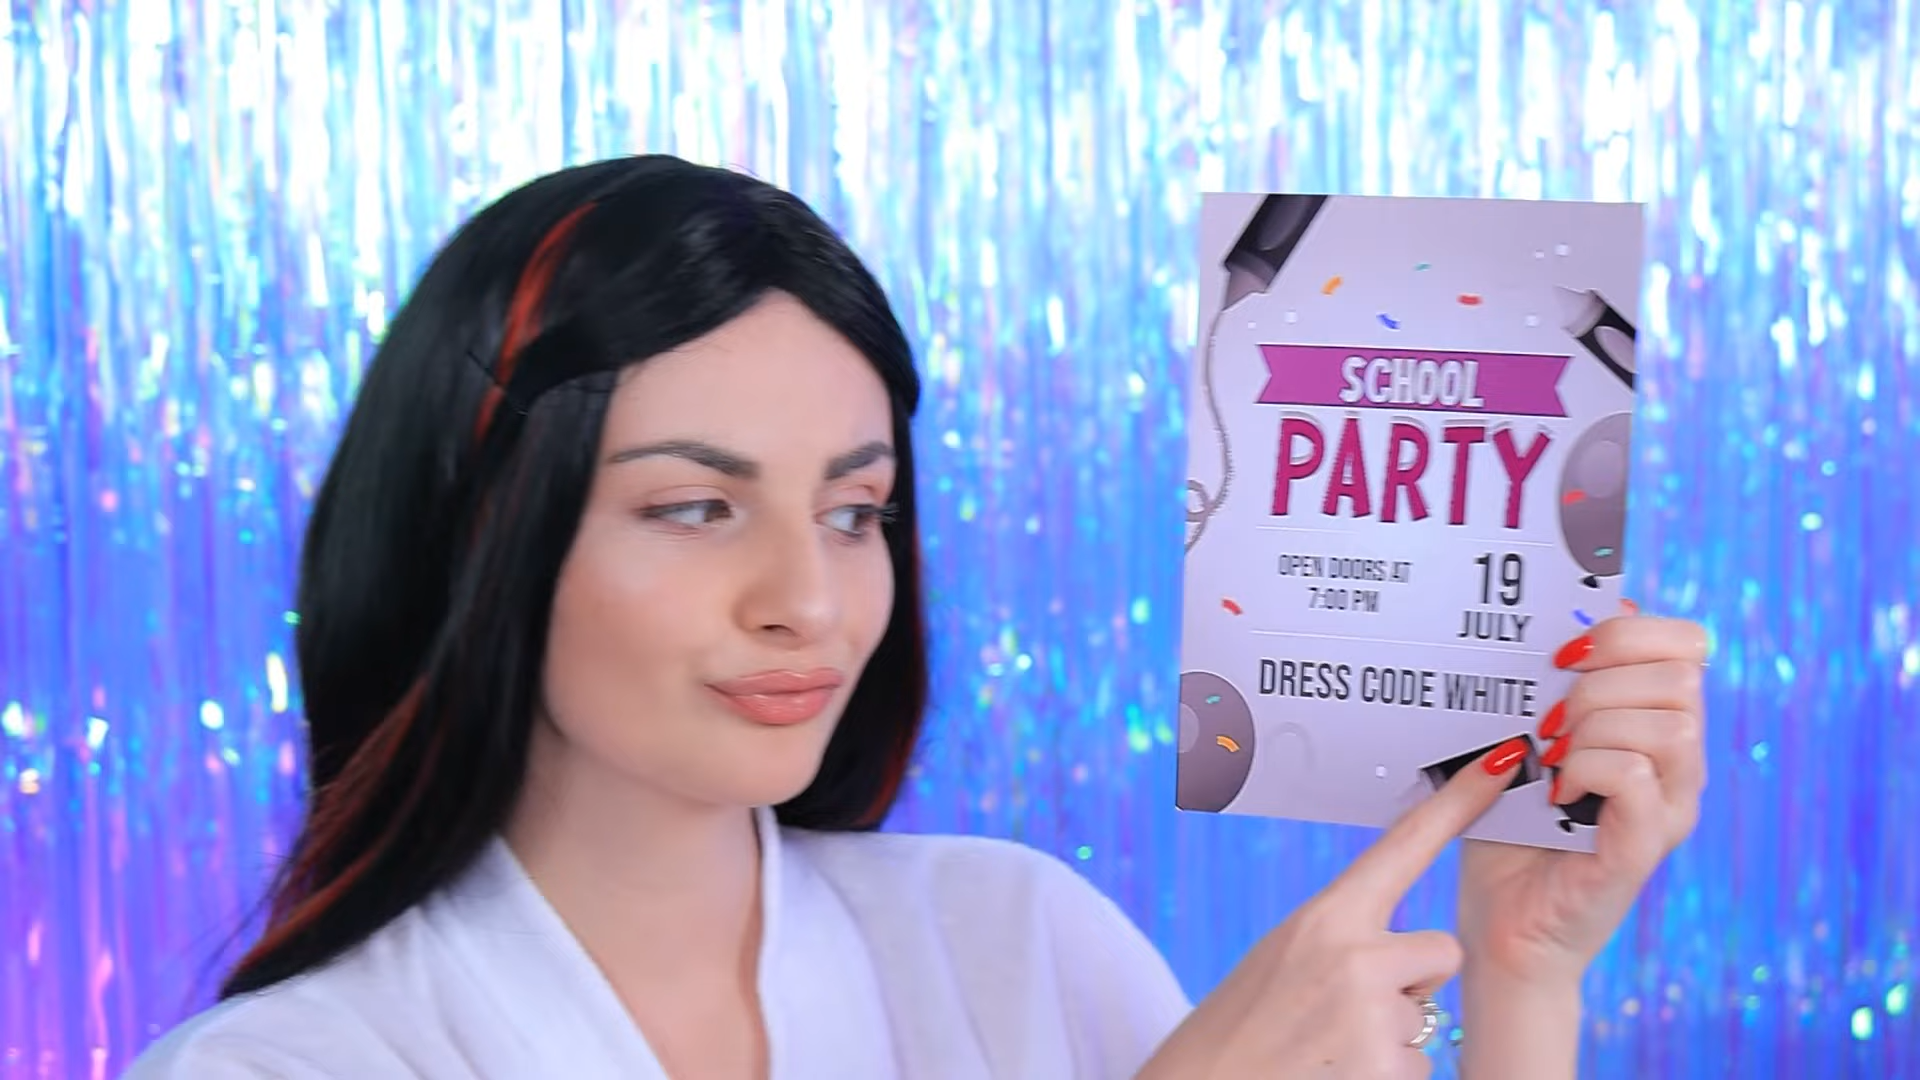 SCHOOL
PARTY
OPEN DOORS AT
7:00 PM
19
JULY
DRESS CODE WHITE